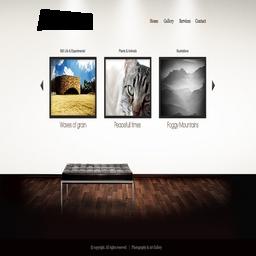 Home Gallery Services Contact
Still Life & Experimental
Plants & Animals
Illustrations
Waves of grain
Peacefull times
Foggy Mountains
© copyright. All rights reserved | Photography & Art Gallery